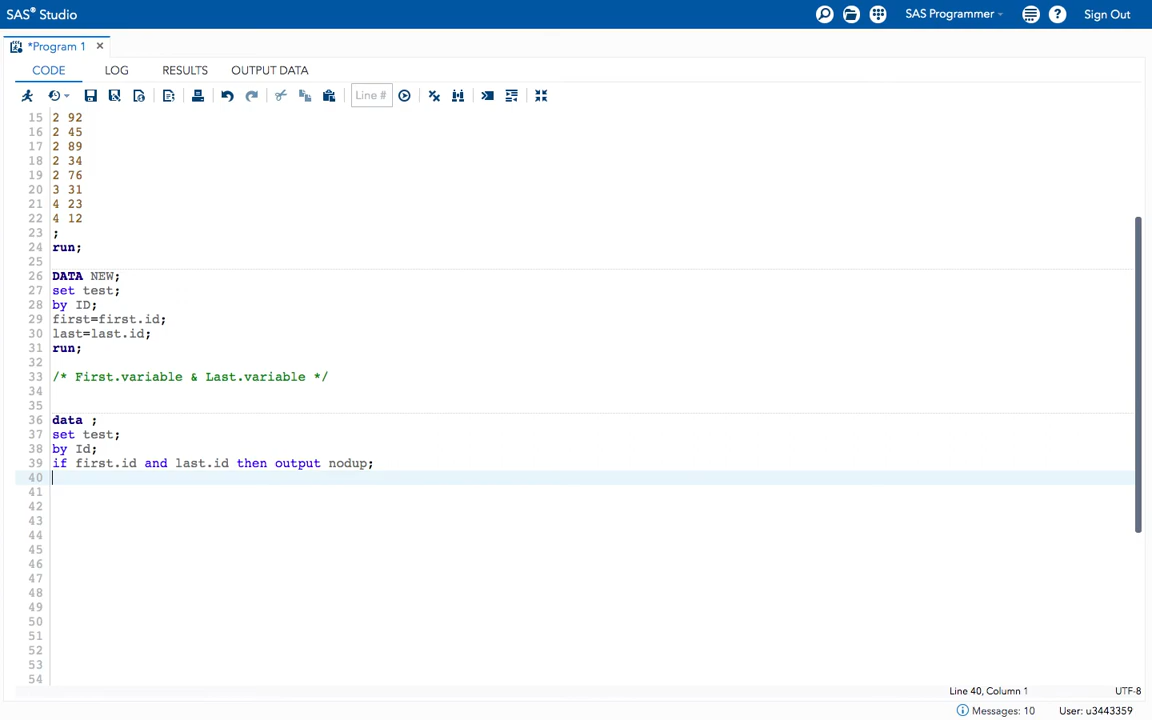 SAS® Studio
SAS Programmer
Sign Out
*Program 1
CODE LOG RESULTS OUTPUT DATA
Line #
15 2 92
16 2 45
17 2 89
18 2 34
19 2 76
20 3 31
21 4 23
22 4 12
23 ;
24 run;
25
26 DATA NEW;
27 set test;
28 by ID;
29 first=first.id;
30 last=last.id;
31 run;
32
33 /* First.variable & Last.variable */
34
35
36 data ;
37 set test;
38 by Id;
39 if first.id and last.id then output nodup;
40
41
42
43
44
45
46
47
48
49
50
51
52
53
54
Line 40, Column 1 UTF-8
Messages: 10 User: u3443359